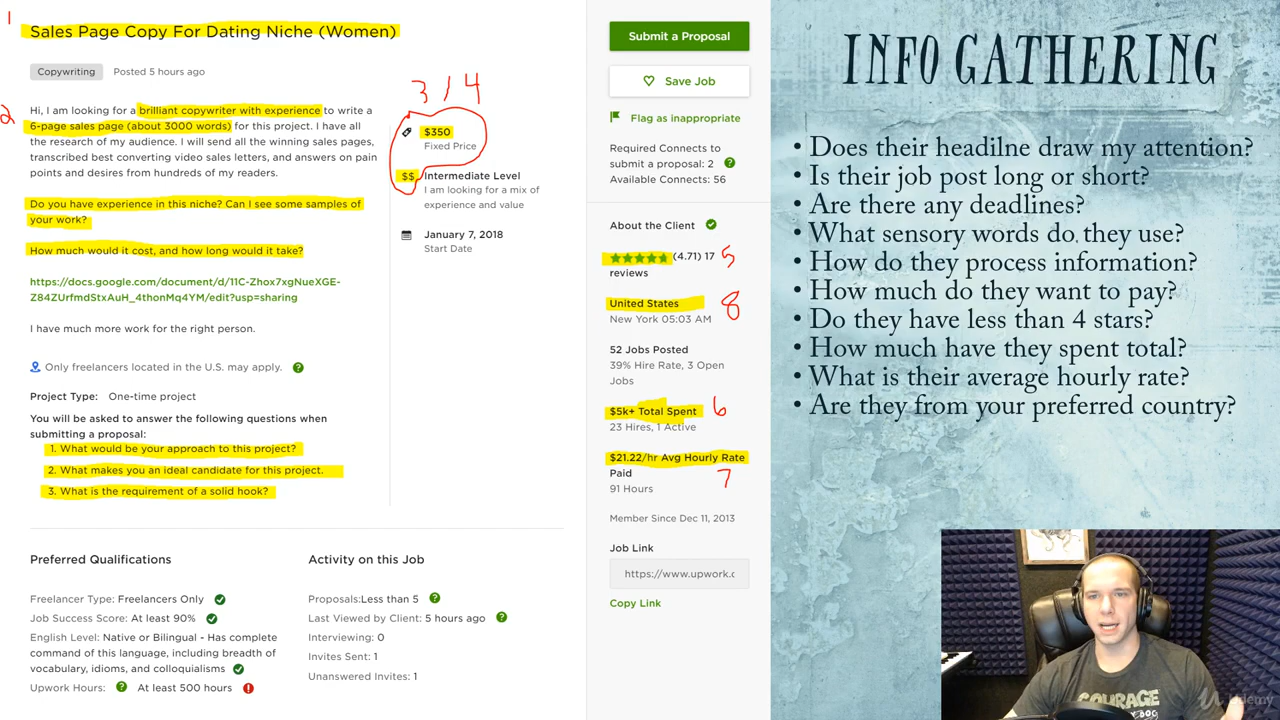 1
Sales Page Copy For Dating Niche (Women)
Copywriting Posted 5 hours ago
2
Hi, I am looking for a brilliant copywriter with experience to write a
6-page sales page (about 3000 words) for this project. I have all
the research of my audience. I will send all the winning sales pages,
transcribed best converting video sales letters, and answers on pain
points and desires from hundreds of my readers.
Do you have experience in this niche? Can I see some samples of
your work?
How much would it cost, and how long would it take?
https://docs.google.com/document/d/11C-Zhox7xgNueXGE-
Z84ZUrfmdStxAuH_4thonMq4YM/edit?usp=sharing
I have much more work for the right person.
Only freelancers located in the U.S. may apply. ?
Project Type: One-time project
You will be asked to answer the following questions when
submitting a proposal:
1. What would be your approach to this project?
2. What makes you an ideal candidate for this project.
3. What is the requirement of a solid hook?
3 / 4
$350
Fixed Price
$$ Intermediate Level
I am looking for a mix of
experience and value
January 7, 2018
Start Date
Preferred Qualifications
Freelancer Type: Freelancers Only
Job Success Score: At least 90%
English Level: Native or Bilingual - Has complete
command of this language, including breadth of
vocabulary, idioms, and colloquialisms
Upwork Hours: ? At least 500 hours !
Activity on this Job
Proposals:Less than 5 ?
Last Viewed by Client: 5 hours ago ?
Interviewing: 0
Invites Sent: 1
Unanswered Invites: 1
Submit a Proposal
Save Job
Flag as inappropriate
Required Connects to
submit a proposal: 2 ?
Available Connects: 56
About the Client
(4.71) 17 5
reviews
United States 8
New York 05:03 AM
52 Jobs Posted
39% Hire Rate, 3 Open
Jobs
$5k+ Total Spent 6
23 Hires, 1 Active
$21.22/hr Avg Hourly Rate
Paid 7
91 Hours
Member Since Dec 11, 2013
Job Link
https://www.upwork.c
Copy Link
INFO GATHERING
• Does their headilne draw my attention?
• Is their job post long or short?
• Are there any deadlines?
• What sensory words do they use?
• How do they process information?
• How much do they want to pay?
• Do they have less than 4 stars?
• How much have they spent total?
• What is their average hourly rate?
• Are they from your preferred country?
COURAGE
DOG
Udemy